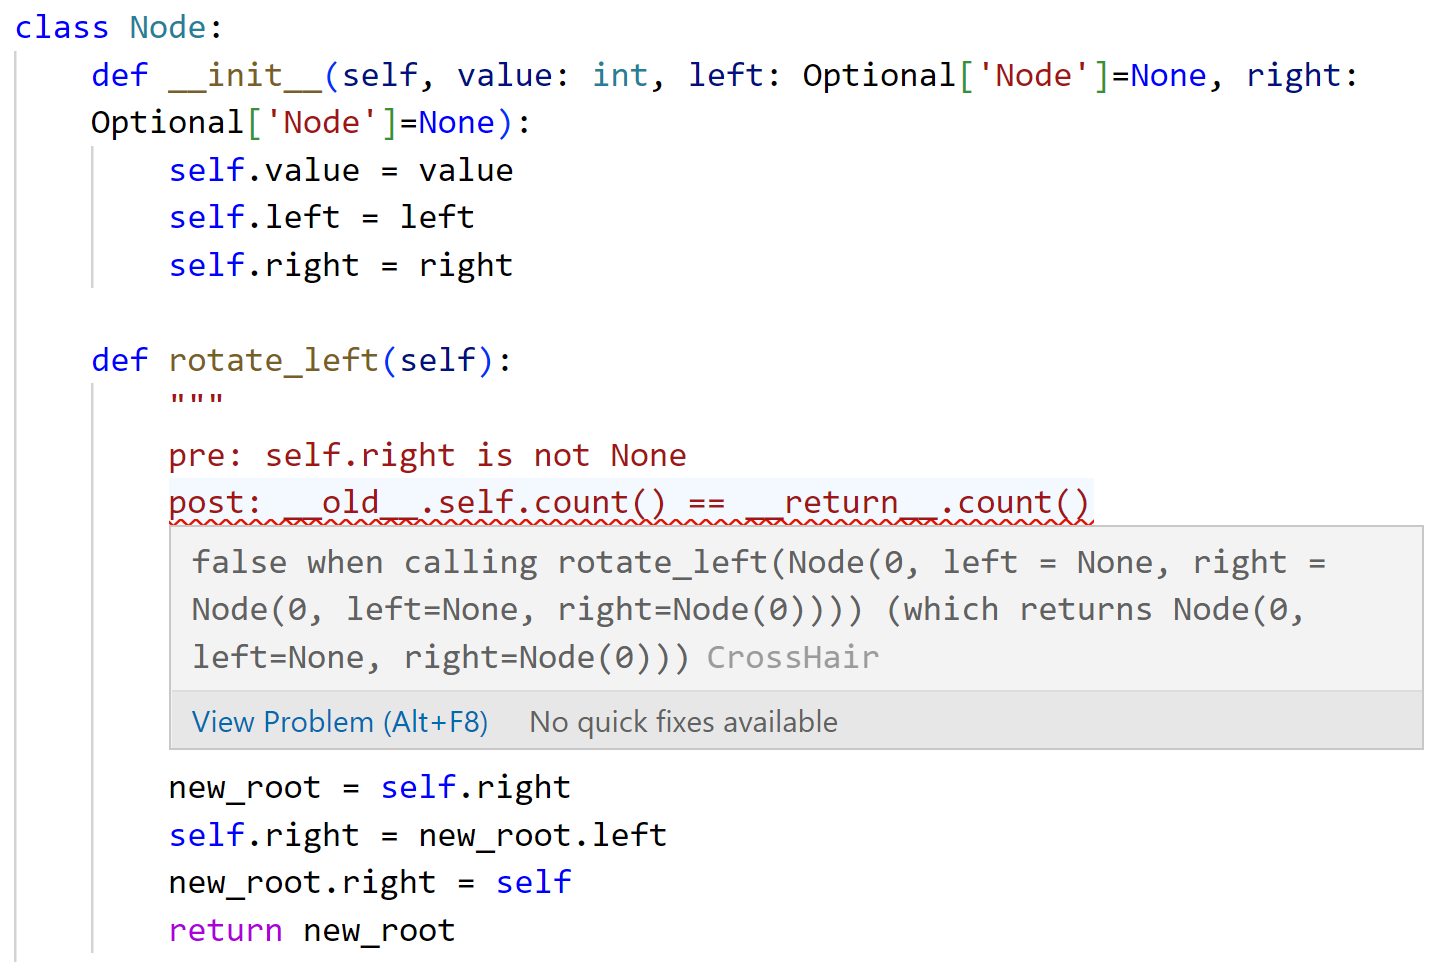 class Node:
    def __init__(self, value: int, left: Optional['Node']=None, right:
    Optional['Node']=None):
        self.value = value
        self.left = left
        self.right = right

    def rotate_left(self):
        """
        pre: self.right is not None
        post: __old__.self.count() == __return__.count()
false when calling rotate_left(Node(0, left = None, right =
Node(0, left=None, right=Node(0)))) (which returns Node(0,
left=None, right=Node(0))) CrossHair
View Problem (Alt+F8) No quick fixes available
        new_root = self.right
        self.right = new_root.left
        new_root.right = self
        return new_root